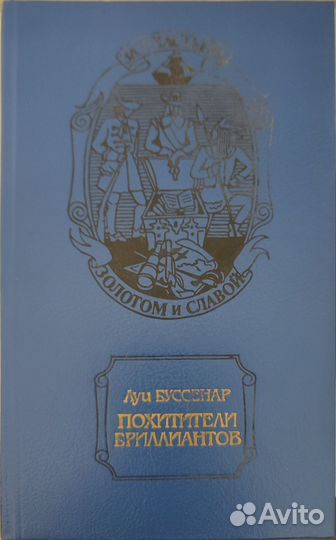 ЗОЛОТОМ И СЛАВОЙ
Луи БУССЕНАР
ПОХИТИТЕЛИ
БРИЛЛИАНТОВ
Avito